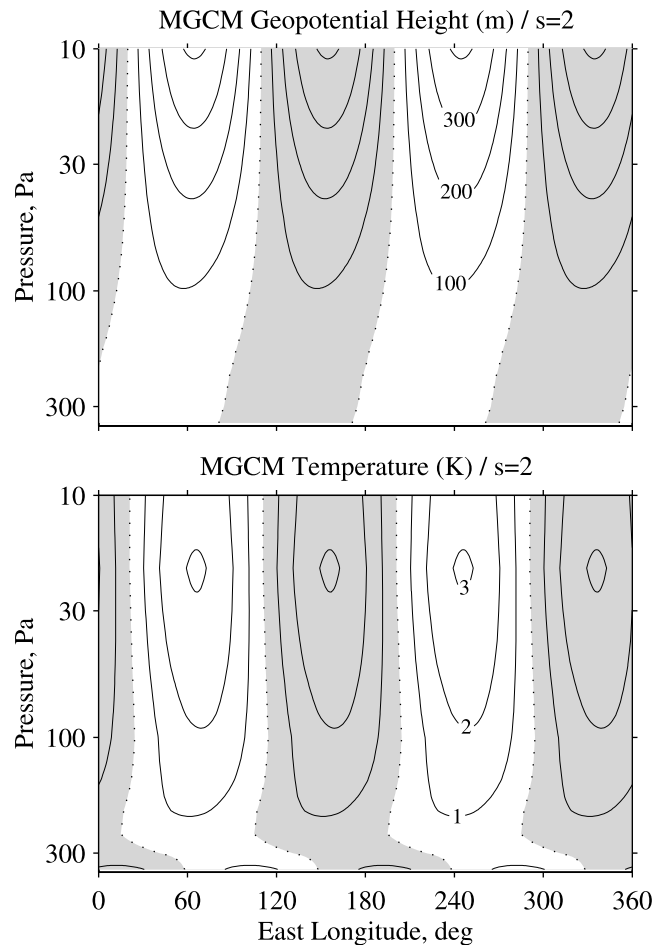 MGCM Geopotential Height (m) / s=2
10
30
100
300
Pressure, Pa
300
200
100
MGCM Temperature (K) / s=2
10
30
100
300
Pressure, Pa
3
2
1
0 60 120 180 240 300 360
East Longitude, deg